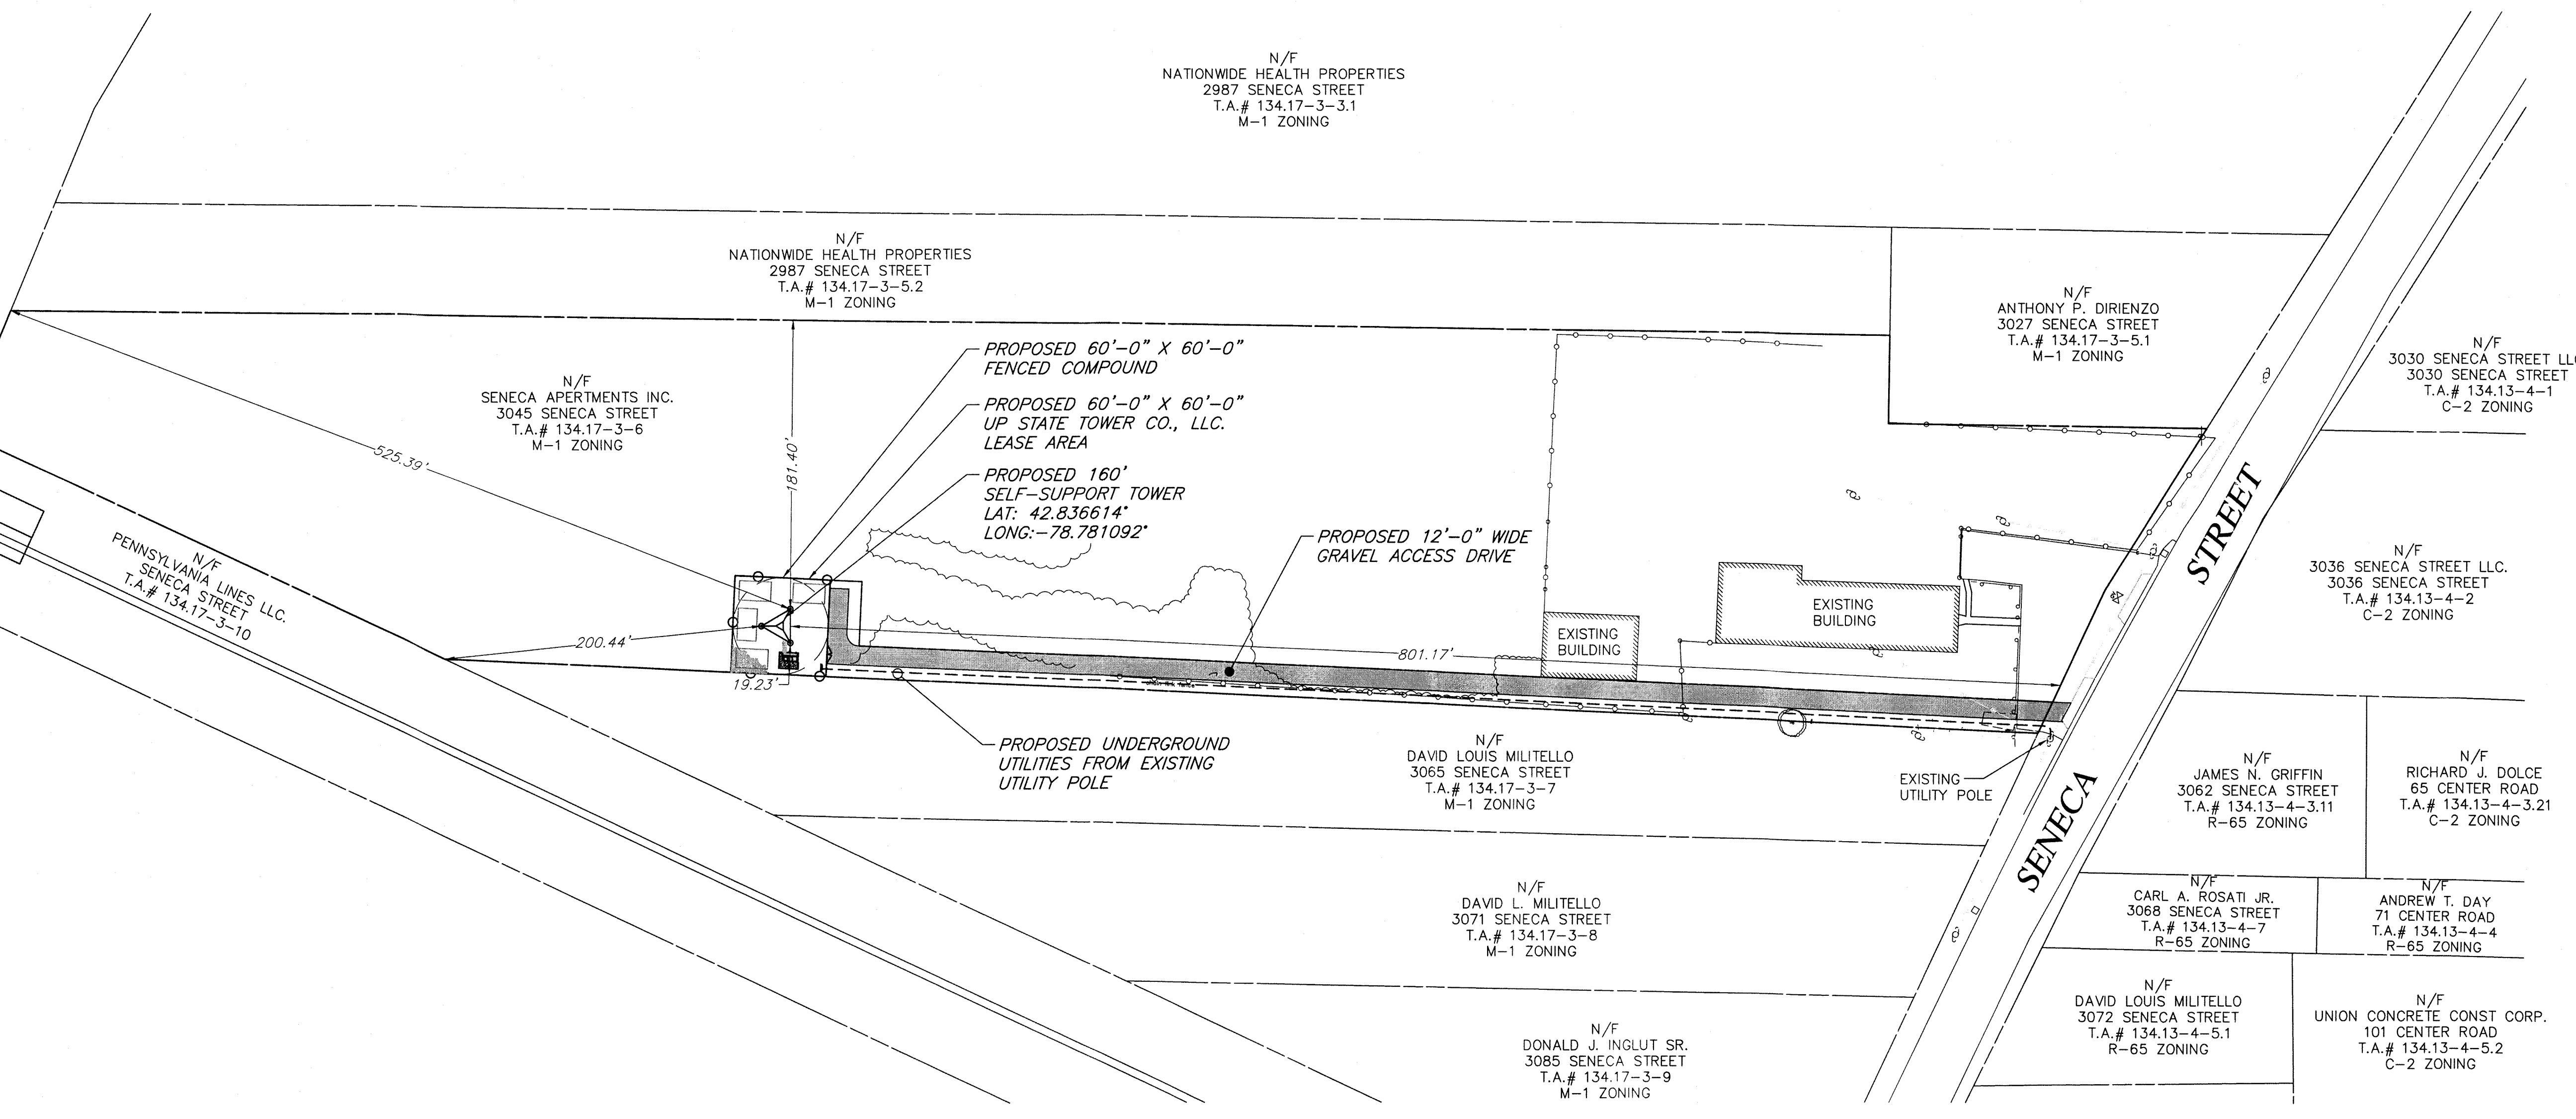 N/F
NATIONWIDE HEALTH PROPERTIES
2987 SENECA STREET
T.A.# 134.17-3-3.1
M-1 ZONING
N/F
NATIONWIDE HEALTH PROPERTIES
2987 SENECA STREET
T.A.# 134.17-3-5.2
M-1 ZONING
N/F
ANTHONY P. DIRIENZO
3027 SENECA STREET
T.A.# 134.17-3-5.1
M-1 ZONING
N/F
3030 SENECA STREET LLC
3030 SENECA STREET
T.A.# 134.13-4-1
C-2 ZONING
N/F
SENECA APERTMENTS INC.
3045 SENECA STREET
T.A.# 134.17-3-6
M-1 ZONING
525.39'
181.40'
PROPOSED 60'-0" X 60'-0"
FENCED COMPOUND
PROPOSED 60'-0" X 60'-0"
UP STATE TOWER CO., LLC.
LEASE AREA
PROPOSED 160'
SELF-SUPPORT TOWER
LAT: 42.836614°
LONG:-78.781092°
PROPOSED 12'-0" WIDE
GRAVEL ACCESS DRIVE
N/F
PENNSYLVANIA LINES LLC.
SENECA STREET
T.A.# 134.17-3-10
200.44'
19.23'
801.17'
EXISTING
BUILDING
EXISTING
BUILDING
SENECA STREET
N/F
3036 SENECA STREET LLC.
3036 SENECA STREET
T.A.# 134.13-4-2
C-2 ZONING
PROPOSED UNDERGROUND
UTILITIES FROM EXISTING
UTILITY POLE
N/F
DAVID LOUIS MILITELLO
3065 SENECA STREET
T.A.# 134.17-3-7
M-1 ZONING
EXISTING
UTILITY POLE
N/F
JAMES N. GRIFFIN
3062 SENECA STREET
T.A.# 134.13-4-3.11
R-65 ZONING
N/F
RICHARD J. DOLCE
65 CENTER ROAD
T.A.# 134.13-4-3.21
C-2 ZONING
N/F
DAVID L. MILITELLO
3071 SENECA STREET
T.A.# 134.17-3-8
M-1 ZONING
N/F
CARL A. ROSATI JR.
3068 SENECA STREET
T.A.# 134.13-4-7
R-65 ZONING
N/F
ANDREW T. DAY
71 CENTER ROAD
T.A.# 134.13-4-4
R-65 ZONING
N/F
DONALD J. INGLUT SR.
3085 SENECA STREET
T.A.# 134.17-3-9
M-1 ZONING
N/F
DAVID LOUIS MILITELLO
3072 SENECA STREET
T.A.# 134.13-4-5.1
R-65 ZONING
N/F
UNION CONCRETE CONST CORP.
101 CENTER ROAD
T.A.# 134.13-4-5.2
C-2 ZONING